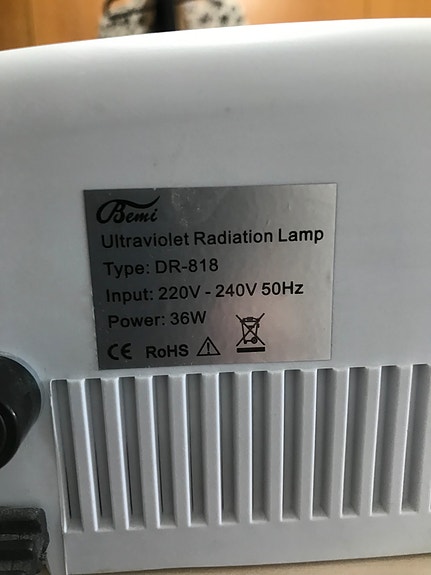 Bemi
Ultraviolet Radiation Lamp
Type: DR-818
Input: 220V - 240V 50Hz
Power: 36W
CE RoHS